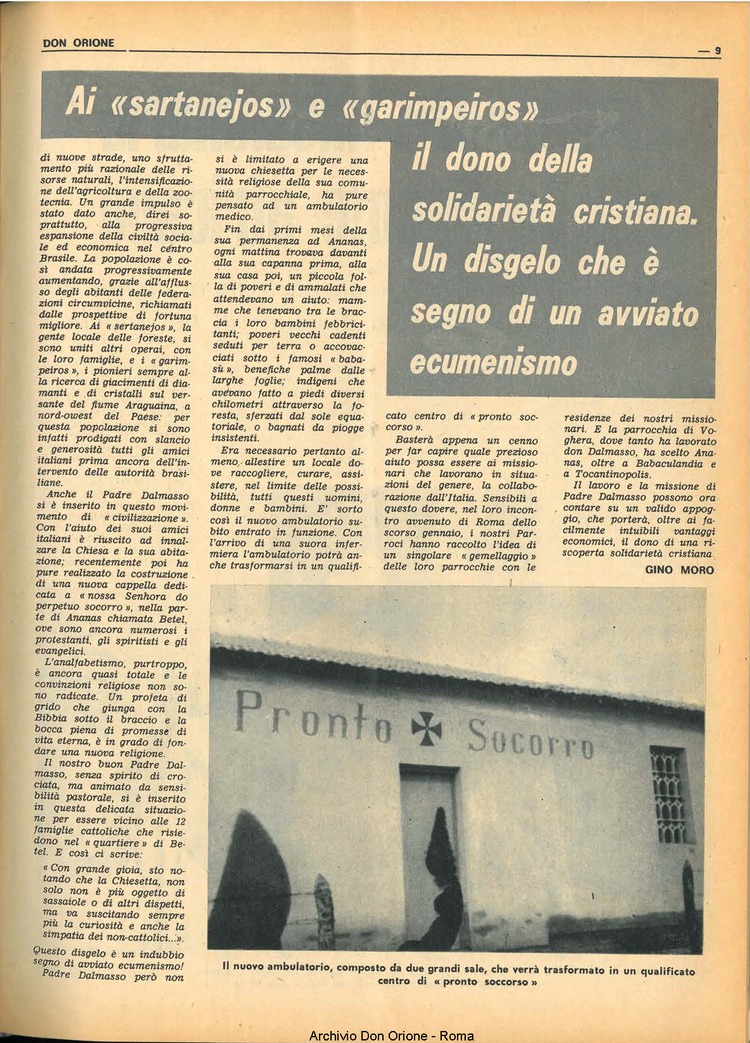 DON ORIONE
— 9
Ai «sartanejos» e «garimpeiros»
il dono della
solidarietà cristiana.
Un disgelo che è
segno di un avviato
ecumenismo
di nuove strade, uno sfrutta-
mento più razionale delle ri-
sorse naturali, l'intensificazio-
ne dell'agricoltura e della zoo-
tecnia. Un grande impulso è
stato dato anche, direi so-
prattutto, alla progressiva
espansione della civiltà socia-
le ed economica nel céntro
Brasile. La popolazione è co-
sì andata progressivamente
aumentando, grazie all'afflus-
so degli abitanti delle federa-
zioni circumvicine, richiamati
dalle prospettive di fortuna
migliore. Ai « sertanejos », la
gente locale delle foreste, si
sono uniti altri operai, con
le loro famiglie, e i « garim-
peiros », i pionieri sempre al-
la ricerca di giacimenti di dia-
manti e di cristalli sul ver-
sante del fiume Araguaina, a
nord-owest del Paese: per
questa popolazione si sono
infatti prodigati con slancio
e generosità tutti gli amici
italiani prima ancora dell'in-
tervento delle autorità brasi-
liane.
Anche il Padre Dalmasso
si è inserito in questo movi-
mento di « civilizzazione ».
Con l'aiuto dei suoi amici
italiani è riuscito ad innal-
zare la Chiesa e la sua abita-
zione; recentemente poi ha
pure realizzato la costruzione
di una nuova cappella dedi-
cata a « nossa Senhora do
perpetuo socorro », nella par-
te di Ananas chiamata Betel,
ove sono ancora numerosi i
protestanti, gli spiritisti e gli
evangelici.
L'analfabetismo, purtroppo,
è ancora quasi totale e le
convinzioni religiose non so-
no radicate. Un profeta di
grido che giunga con la
Bibbia sotto il braccio e la
bocca piena di promesse di
vita eterna, è in grado di fon-
dare una nuova religione.
Il nostro buon Padre Dal-
masso, senza spirito di cro-
ciata, ma animato da sensi-
bilità pastorale, si è inserito
in questa delicata situazio-
ne per essere vicino alle 12
famiglie cattoliche che risie-
dono nel « quartiere » di Be-
tel. E così ci scrive:
« Con grande gioia, sto no-
tando che la Chiesetta, non
solo non è più oggetto di
sassaiole o di altri dispetti,
ma va suscitando sempre
più la curiosità e anche la
simpatia dei non-cattolici...».
Questo disgelo è un indubbio
segno di avviato ecumenismo!
Padre Dalmasso però non
si è limitato a erigere una
nuova chiesetta per le neces-
sità religiose della sua comu-
nità parrocchiale, ha pure
pensato ad un ambulatorio
medico.
Fin dai primi mesi della
sua permanenza ad Ananas,
ogni mattina trovava davanti
alla sua capanna prima, alla
sua casa poi, un piccola fol-
la di poveri e di ammalati che
attendevano un aiuto: mam-
me che tenevano tra le brac-
cia i loro bambini febbrici-
tanti; poveri vecchi cadenti
seduti per terra o accovac-
ciati sotto i famosi « baba-
sù », benefiche palme dalle
larghe foglie; indigeni che
avevano fatto a piedi diversi
chilometri attraverso la fo-
resta, sferzati dal sole equa-
toriale, o bagnati da piogge
insistenti.
Era necessario pertanto al-
meno allestire un locale do-
ve raccogliere, curare, assi-
stere, nel limite delle possi-
bilità, tutti questi uomini,
donne e bambini. E' sorto
così il nuovo ambulatorio su-
bito entrato in funzione. Con
l'arrivo di una suora infer-
miera l'ambulatorio potrà an-
che trasformarsi in un qualifi-
cato centro di « pronto soc-
corso ».
Basterà appena un cenno
per far capire quale prezioso
aiuto possa essere ai missio-
nari che lavorano in situa-
zioni del genere, la collabo-
razione dall'Italia. Sensibili a
questo dovere, nel loro incon-
tro avvenuto di Roma dello
scorso gennaio, i nostri Par-
roci hanno raccolto l'idea di
un singolare « gemellaggio »
delle loro parrocchie con le
residenze dei nostri missio-
nari. E la parrocchia di Vo-
ghera, dove tanto ha lavorato
don Dalmasso, ha scelto Ana-
nas, oltre a Babaculandia e
a Tocantinopolis.
Il lavoro e la missione di
Padre Dalmasso possono ora
contare su un valido appog-
gio, che porterà, oltre ai fa-
cilmente intuibili vantaggi
economici, il dono di una ri-
scoperta solidarietà cristiana.
GINO MORO
Pronto Socorro
Il nuovo ambulatorio, composto da due grandi sale, che verrà trasformato in un qualificato
centro di « pronto soccorso »
Archivio Don Orione - Roma